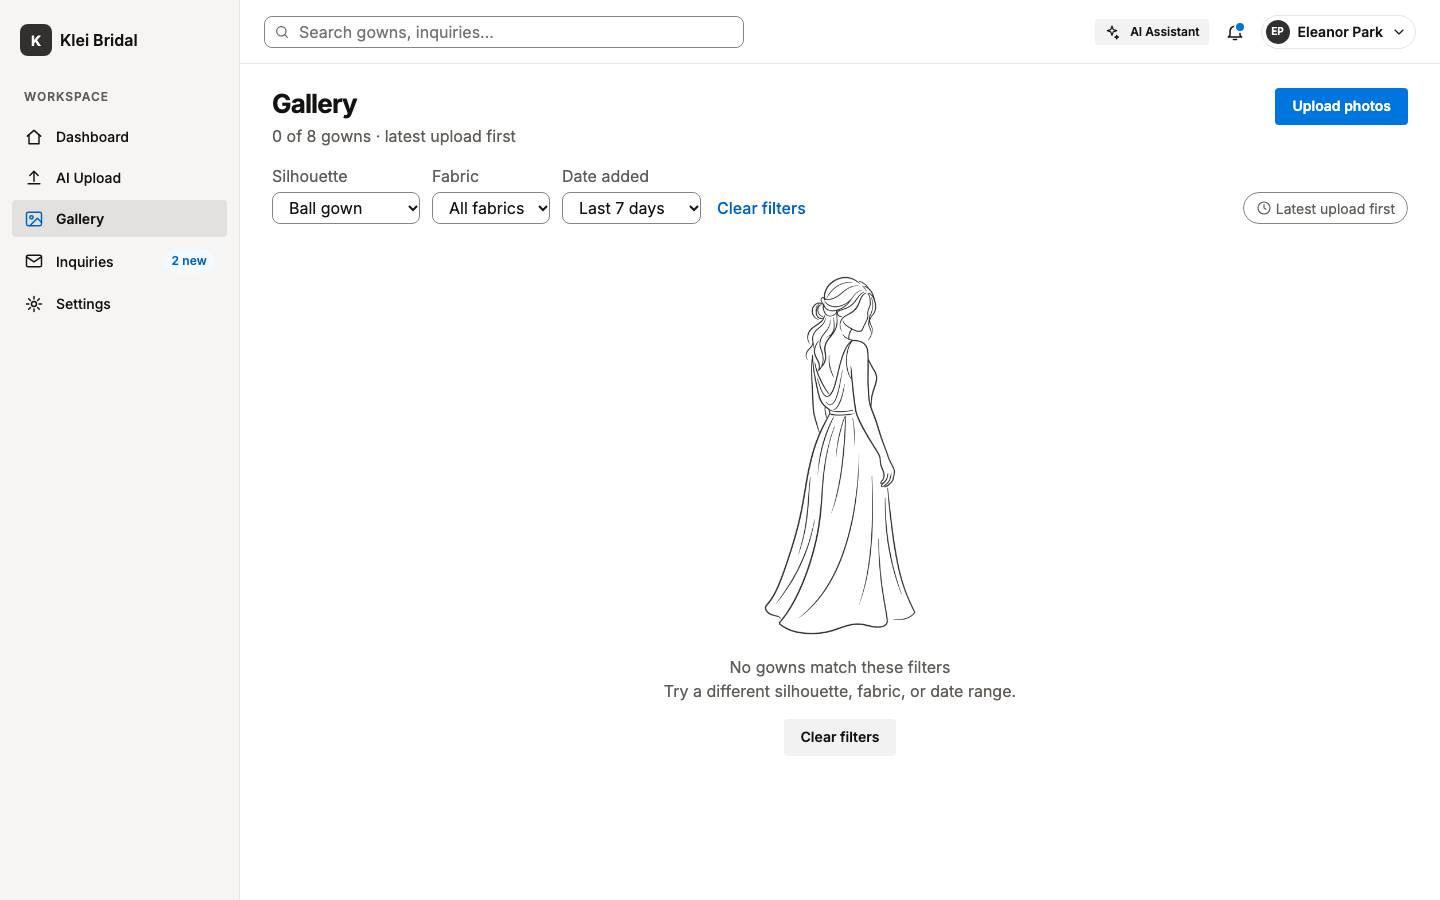 K
Klei Bridal
WORKSPACE
Dashboard
AI Upload
Gallery
Inquiries
2 new
Settings
Search gowns, inquiries...
AI Assistant
EP
Eleanor Park
Gallery
0 of 8 gowns · latest upload first
Upload photos
Silhouette
Fabric
Date added
Ball gown
All fabrics
Last 7 days
Clear filters
Latest upload first
No gowns match these filters
Try a different silhouette, fabric, or date range.
Clear filters